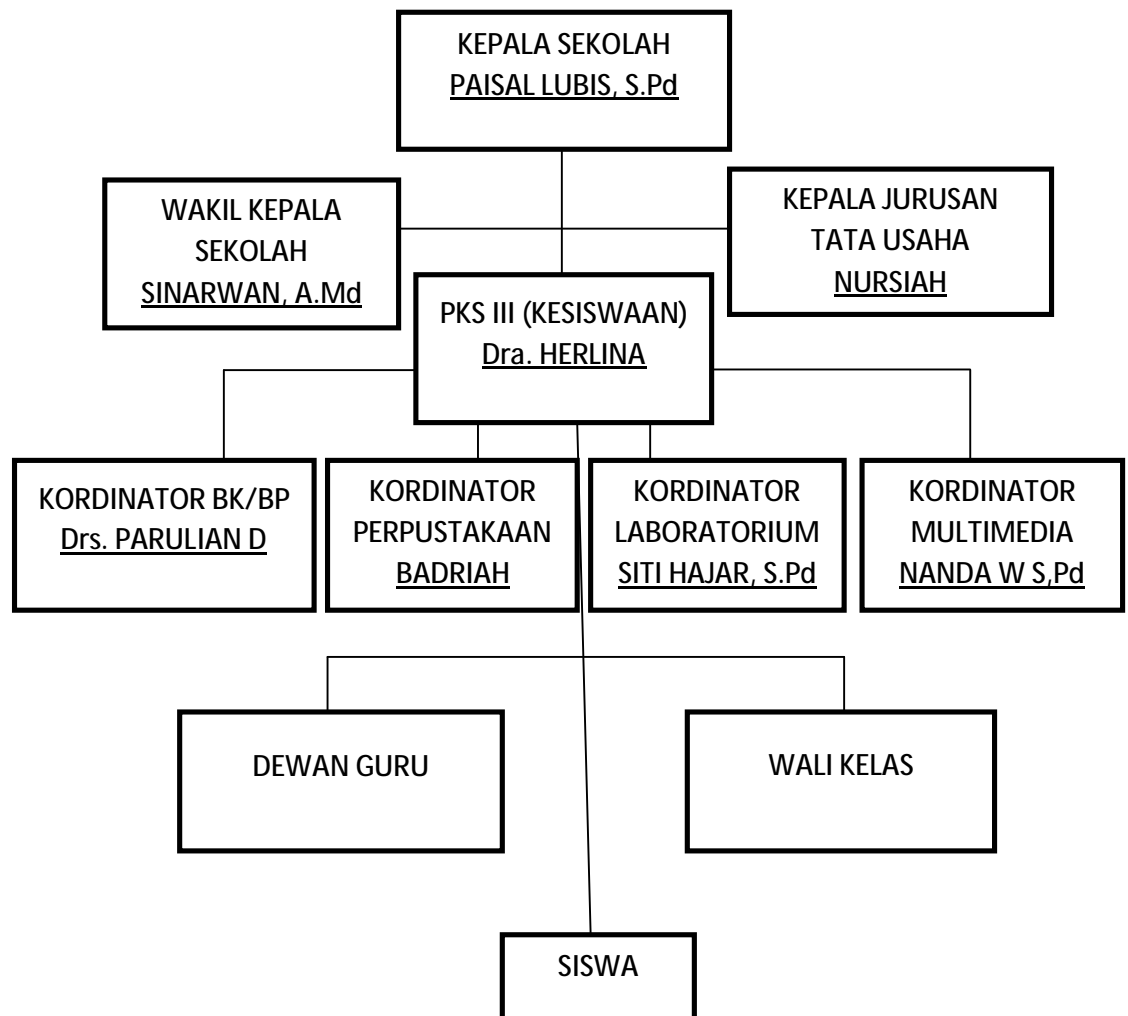 KEPALA SEKOLAH
PAISAL LUBIS, S.Pd
WAKIL KEPALA
SEKOLAH
SINARWAN, A.Md
KEPALA JURUSAN
TATA USAHA
NURSIAH
PKS III (KESISWAAN)
Dra. HERLINA
KORDINATOR BK/BP
Drs. PARULIAN D
KORDINATOR
PERPUSTAKAAN
BADRIAH
KORDINATOR
LABORATORIUM
SITI HAJAR, S.Pd
KORDINATOR
MULTIMEDIA
NANDA W S,Pd
DEWAN GURU
WALI KELAS
SISWA